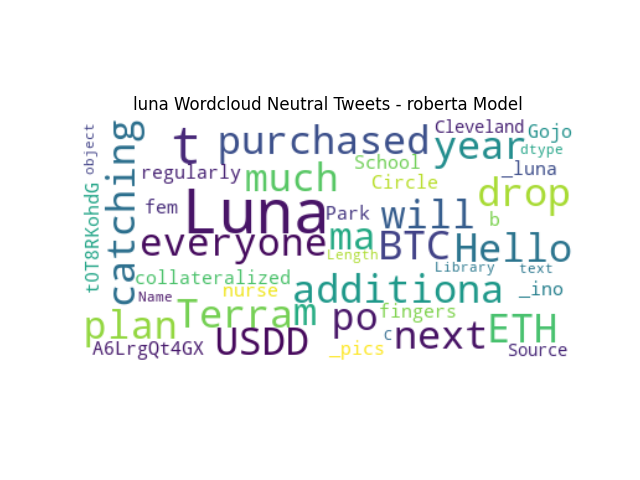 luna Wordcloud Neutral Tweets - roberta Model
object
catching
t
purchased
Cleveland
Gojo
year
dtype
School
_luna
regularly
much
Circle
drop
tOT8RKohdG
fem
Luna
Park
will
b
everyone
ma
BTC
Hello
Length
Library
text
collateralized
Name
nurse
additiona
_ino
plan
Terra
m
po
fingers
ETH
A6LrgQt4GX
USDD
_pics
c
next
Source